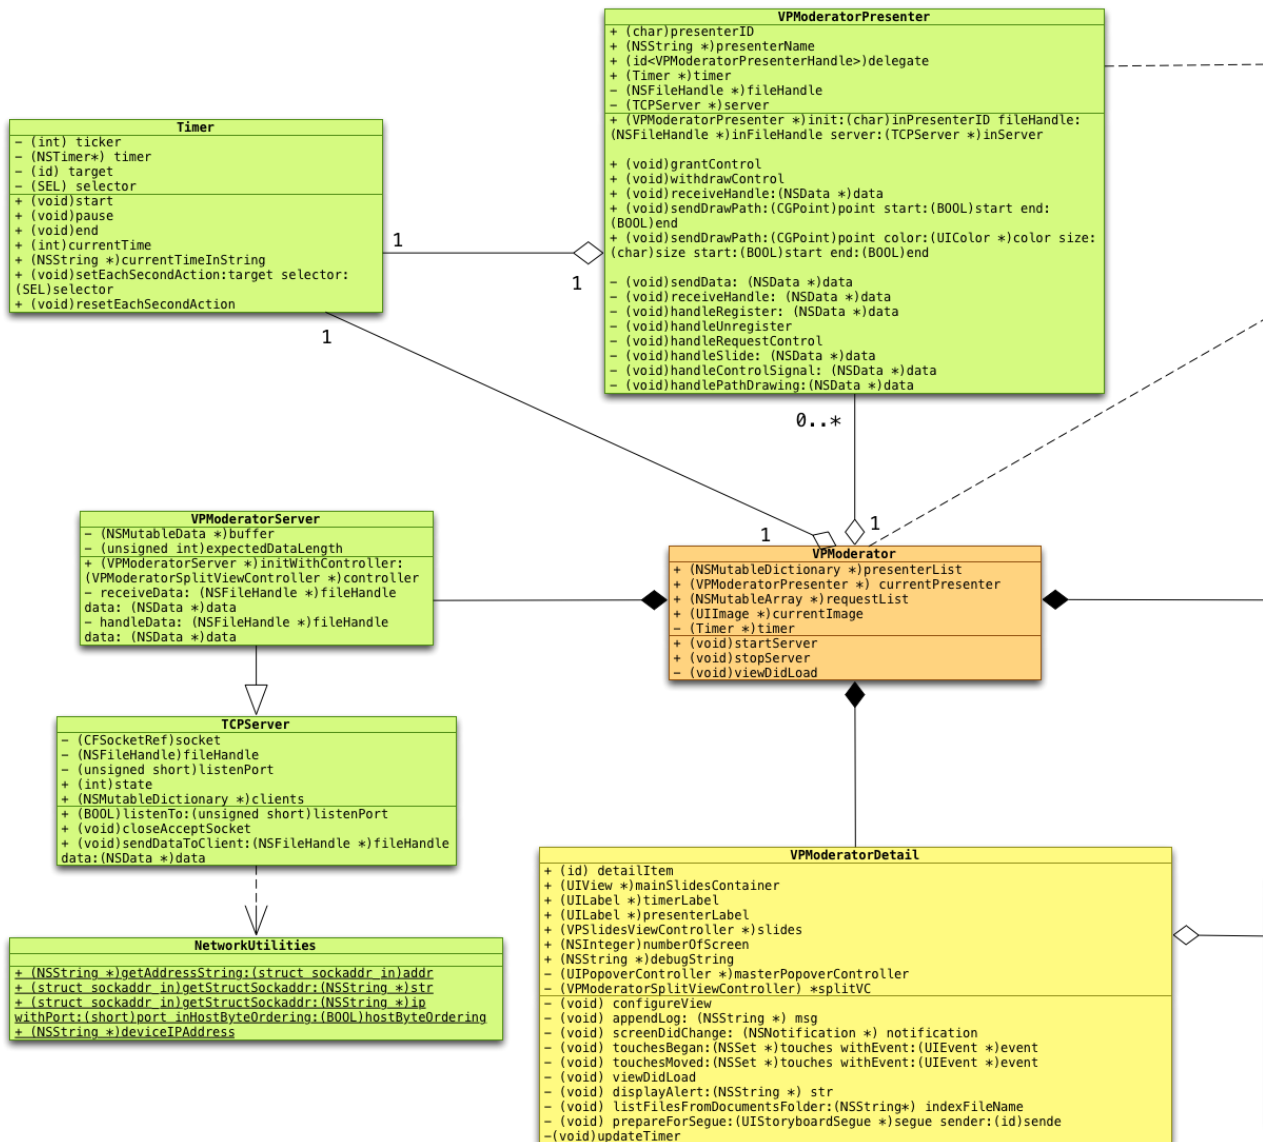 VPModeratorPresenter
+ (char)presenterID
+ (NSString *)presenterName
+ (id<VPModeratorPresenterHandle>)delegate
+ (Timer *)timer
− (NSFileHandle *)fileHandle
− (TCPServer *)server
+ (VPModeratorPresenter *)init:(char)inPresenterID fileHandle:
(NSFileHandle *)inFileHandle server:(TCPServer *)inServer
+ (void)grantControl
+ (void)withdrawControl
+ (void)receiveHandle:(NSData *)data
+ (void)sendDrawPath:(CGPoint)point start:(BOOL)start end:
(BOOL)end
+ (void)sendDrawPath:(CGPoint)point color:(UIColor *)color size:
(char)size start:(BOOL)start end:(BOOL)end
− (void)sendData: (NSData *)data
− (void)receiveHandle: (NSData *)data
− (void)handleRegister: (NSData *)data
− (void)handleUnregister
− (void)handleRequestControl
− (void)handleSlide: (NSData *)data
− (void)handleControlSignal: (NSData *)data
− (void)handlePathDrawing:(NSData *)data
Timer
− (int) ticker
− (NSTimer*) timer
− (id) target
− (SEL) selector
+ (void)start
+ (void)pause
+ (void)end
+ (int)currentTime
+ (NSString *)currentTimeInString
+ (void)setEachSecondAction:target selector:
(SEL)selector
+ (void)resetEachSecondAction
1
1
1
0..*
1
1
VPModeratorServer
− (NSMutableData *)buffer
− (unsigned int)expectedDataLength
+ (VPModeratorServer *)initWithController:
(VPModeratorSplitViewController *)controller
− receiveData: (NSFileHandle *)fileHandle
data: (NSData *)data
− handleData: (NSFileHandle *)fileHandle
data: (NSData *)data
VPModerator
+ (NSMutableDictionary *)presenterList
+ (VPModeratorPresenter *) currentPresenter
+ (NSMutableArray *)requestList
+ (UIImage *)currentImage
− (Timer *)timer
+ (void)startServer
+ (void)stopServer
− (void)viewDidLoad
TCPServer
− (CFSocketRef)socket
− (NSFileHandle)fileHandle
− (unsigned short)listenPort
+ (int)state
+ (NSMutableDictionary *)clients
+ (BOOL)listenTo:(unsigned short)listenPort
+ (void)closeAcceptSocket
+ (void)sendDataToClient:(NSFileHandle *)fileHandle
data:(NSData *)data
NetworkUtilities
+ (NSString *)getAddressString:(struct sockaddr_in)addr
+ (struct sockaddr_in)getStructSockaddr:(NSString *)str
+ (struct sockaddr_in)getStructSockaddr:(NSString *)ip
withPort:(short)port inHostByteOrdering:(BOOL)hostByteOrdering
+ (NSString *)deviceIPAddress
VPModeratorDetail
+ (id) detailItem
+ (UIView *)mainSlidesContainer
+ (UILabel *)timerLabel
+ (UILabel *)presenterLabel
+ (VPSlidesViewController *)slides
+ (NSInteger)numberOfScreen
+ (NSString *)debugString
− (UIPopoverController *)masterPopoverController
− (VPModeratorSplitViewController) *splitVC
− (void) configureView
− (void) appendLog: (NSString *) msg
− (void) screenDidChange: (NSNotification *) notification
− (void) touchesBegan:(NSSet *)touches withEvent:(UIEvent *)event
− (void) touchesMoved:(NSSet *)touches withEvent:(UIEvent *)event
− (void) viewDidLoad
− (void) displayAlert:(NSString *) str
− (void) listFilesFromDocumentsFolder:(NSString*) indexFileName
− (void) prepareForSegue:(UIStoryboardSegue *)segue sender:(id)sende
−(void)updateTimer